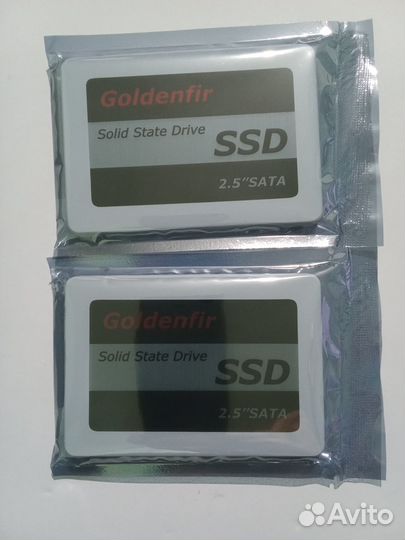 Goldenfir
Solid State Drive
SSD
2.5”SATA
Goldenfir
Solid State Drive
SSD
2.5”SATA
Avito